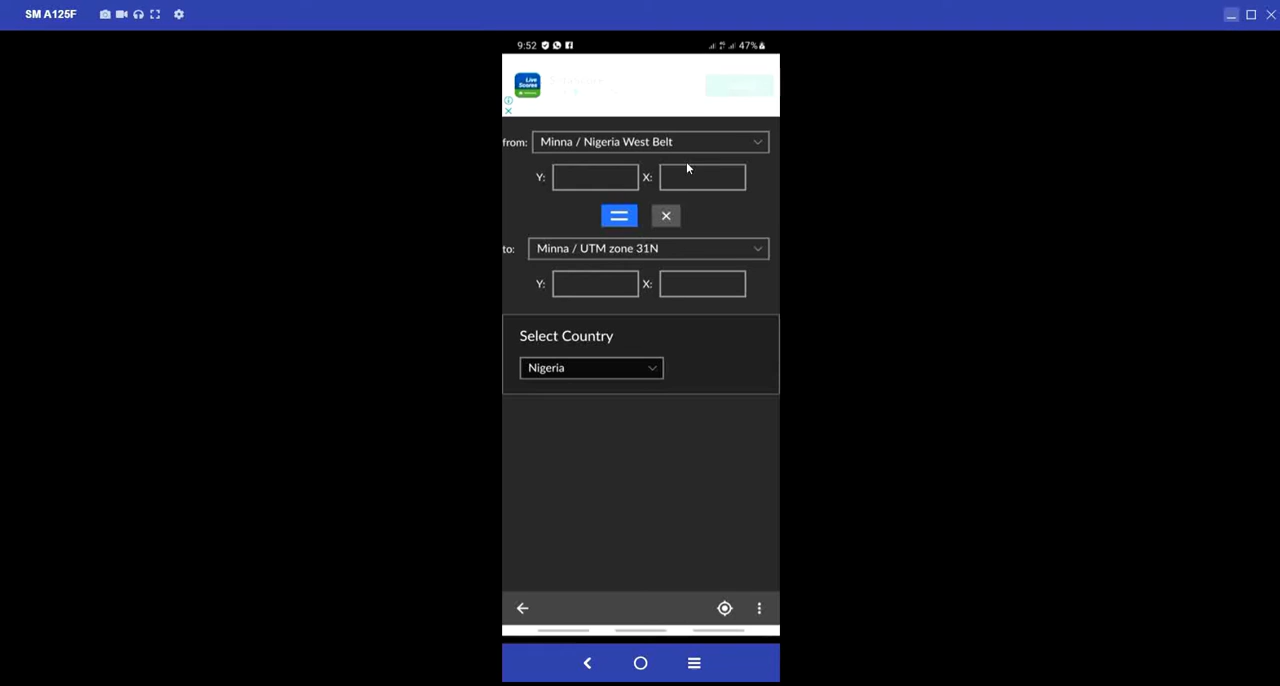 SM A125F
9:52
47%
Live Scores
from: Minna / Nigeria West Belt
Y: X:
to: Minna / UTM zone 31N
Y: X:
Select Country
Nigeria